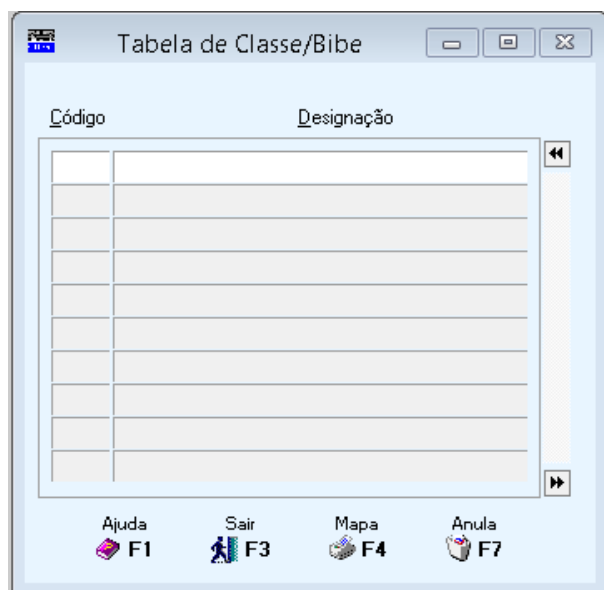 Tabela de Classe/Bibe
Código Designação
Ajuda Sair Mapa Anula
F1 F3 F4 F7